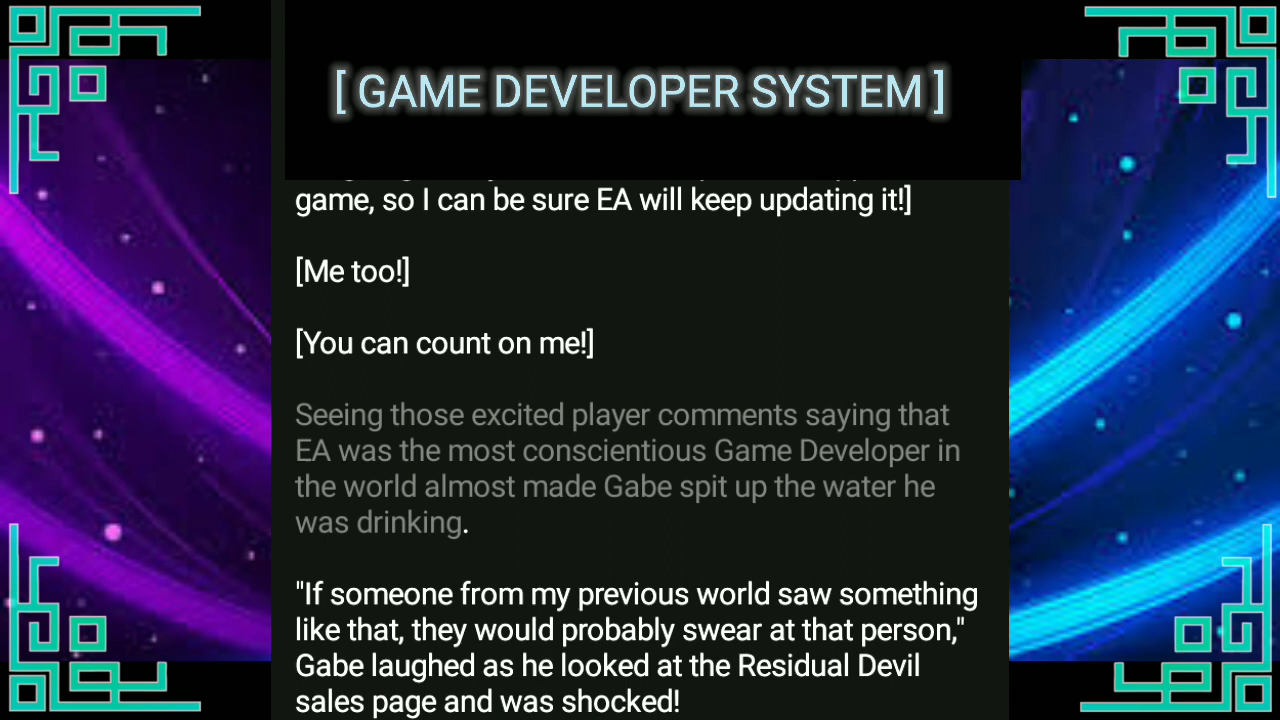 [ GAME DEVELOPER SYSTEM ]
game, so I can be sure EA will keep updating it!]
[Me too!]
[You can count on me!]
Seeing those excited player comments saying that
EA was the most conscientious Game Developer in
the world almost made Gabe spit up the water he
was drinking.
"If someone from my previous world saw something
like that, they would probably swear at that person,"
Gabe laughed as he looked at the Residual Devil
sales page and was shocked!